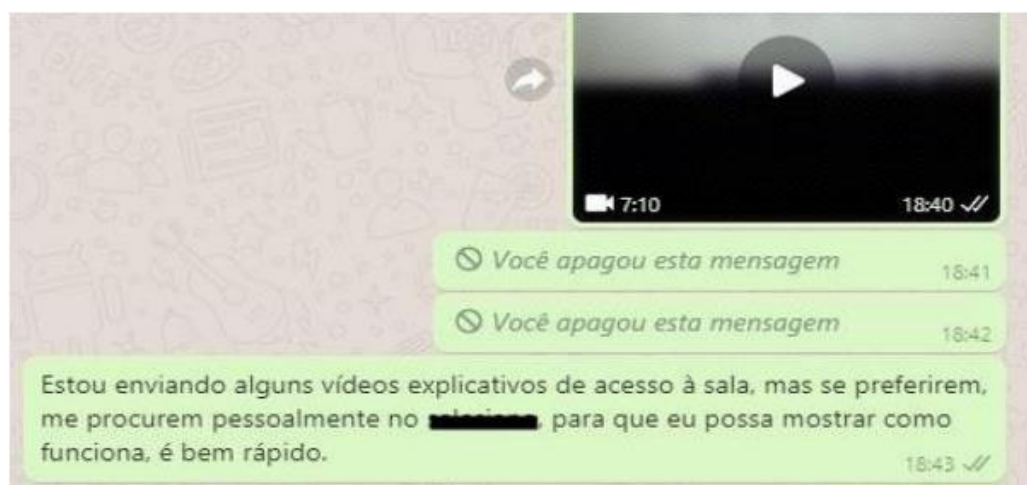 7:10 18:40
Você apagou esta mensagem 18:41
Você apagou esta mensagem 18:42
Estou enviando alguns vídeos explicativos de acesso à sala, mas se preferirem,
me procurem pessoalmente no , para que eu possa mostrar como
funciona, é bem rápido. 18:43